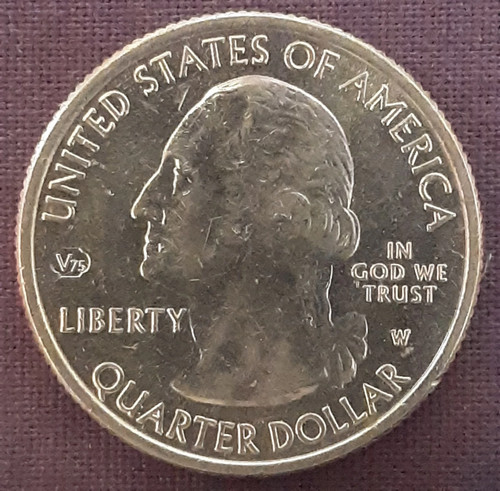 UNITED STATES OF AMERICA
V75
LIBERTY
IN
GOD WE
TRUST
W
QUARTER DOLLAR